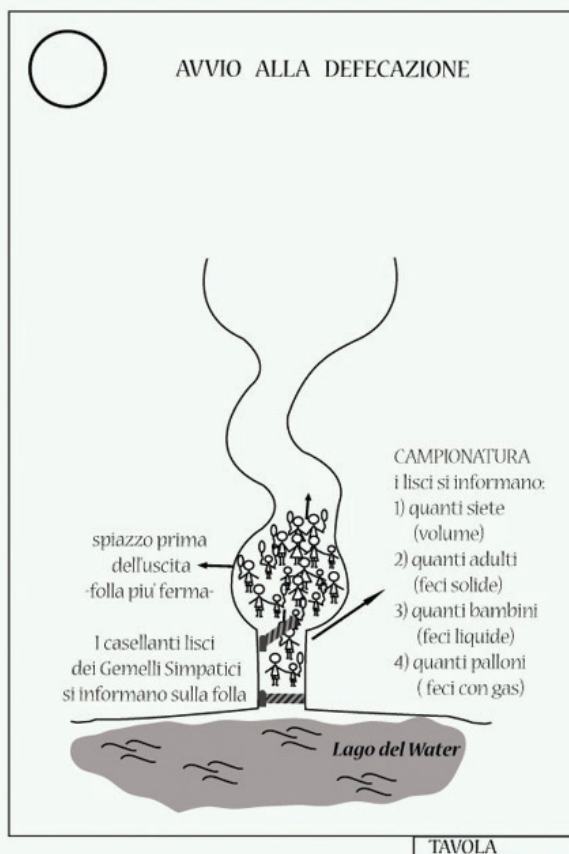 AVVIO ALLA DEFECAZIONE
CAMPIONATURA
i lisci si informano:
1) quanti siete
(volume)
2) quanti adulti
(feci solide)
3) quanti bambini
(feci liquide)
4) quanti palloni
( feci con gas)
spiazzo prima
dell'uscita
-folla piu' ferma-
I casellanti lisci
dei Gemelli Simpatici
si informano sulla folla
Lago del Water
TAVOLA